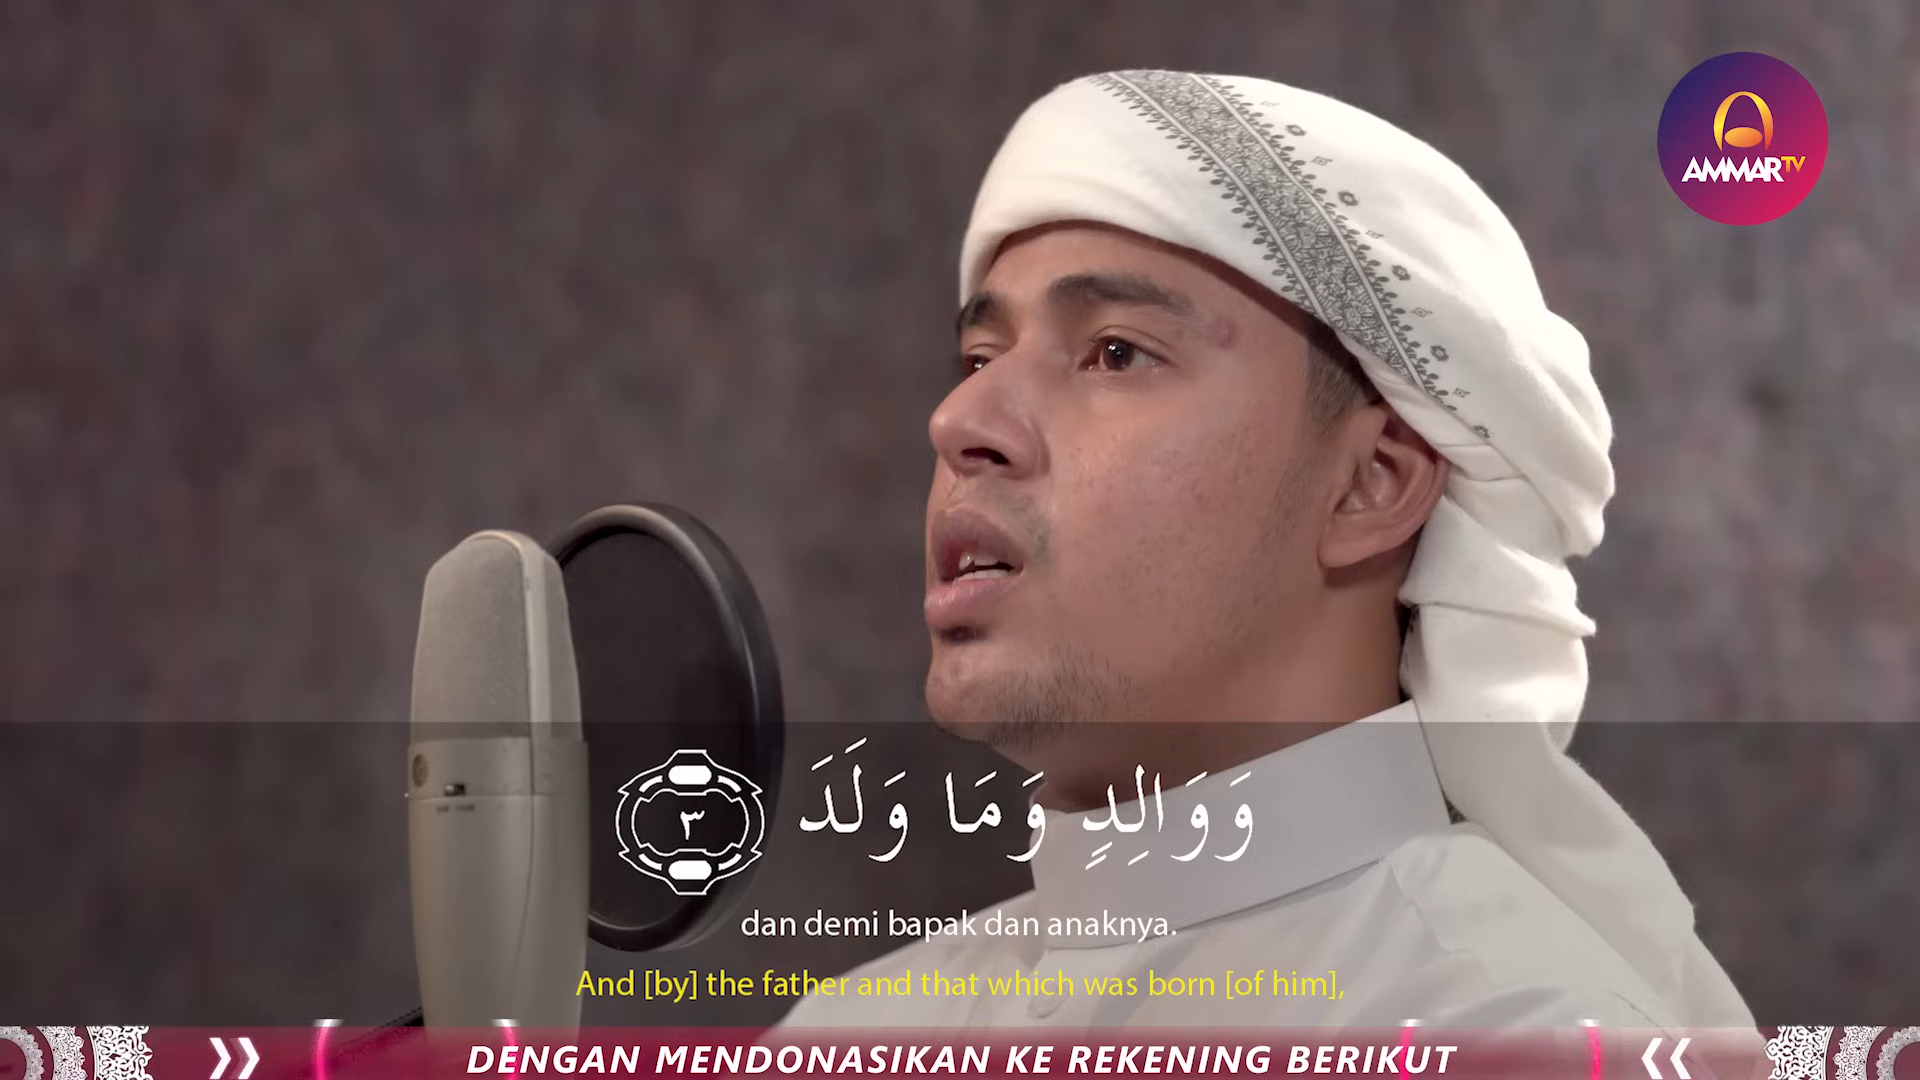 AMMARTV
وَوَالِدٍ وَمَا وَلَدَ ٣
dan demi bapak dan anaknya.
And [by] the father and that which was born [of him],
DENGAN MENDONASIKAN KE REKENING BERIKUT